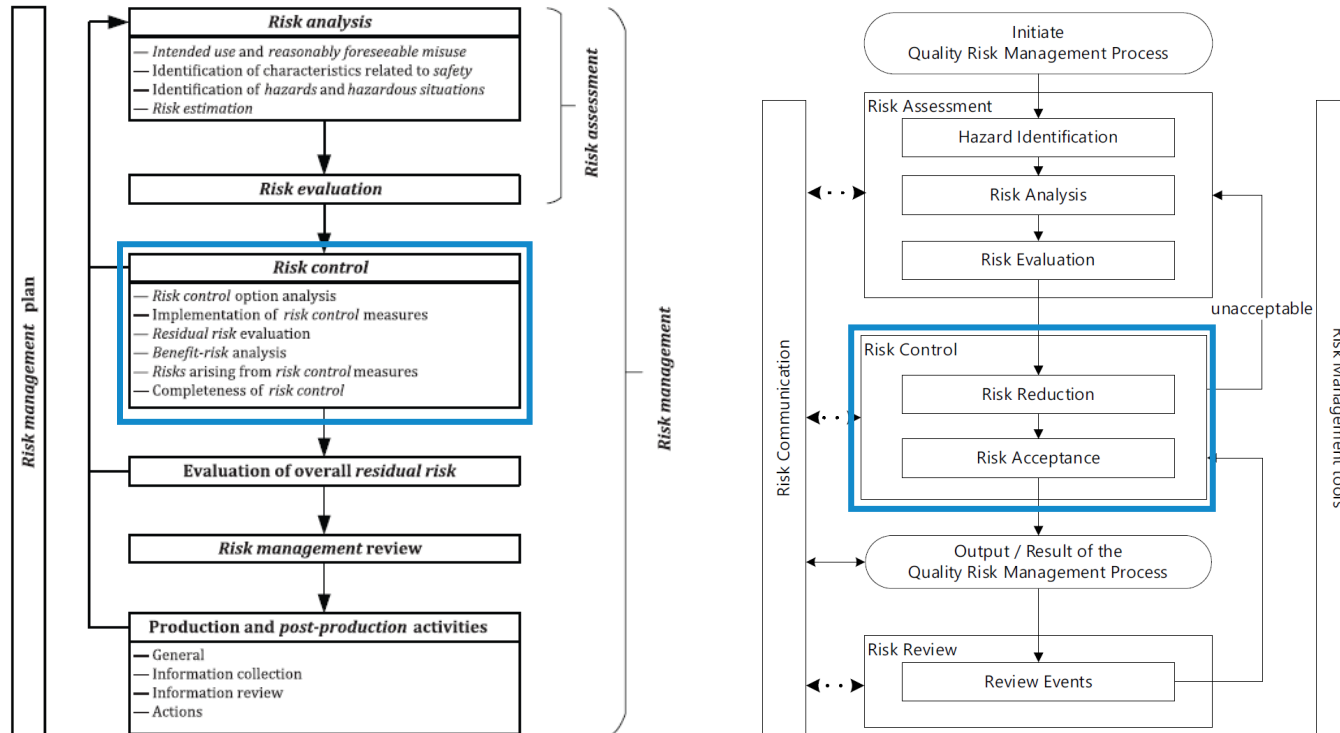 Risk management plan
Risk analysis
— Intended use and reasonably foreseeable misuse
— Identification of characteristics related to safety
— Identification of hazards and hazardous situations
— Risk estimation
Risk evaluation
Risk control
— Risk control option analysis
— Implementation of risk control measures
— Residual risk evaluation
— Benefit-risk analysis
— Risks arising from risk control measures
— Completeness of risk control
Evaluation of overall residual risk
Risk management review
Production and post-production activities
— General
— Information collection
— Information review
— Actions
Risk assessment
Risk management
Initiate
Quality Risk Management Process
Risk Assessment
Hazard Identification
Risk Analysis
Risk Evaluation
unacceptable
Risk Control
Risk Reduction
Risk Acceptance
Output / Result of the
Quality Risk Management Process
Risk Review
Review Events
Risk Communication
Risk Management Tools